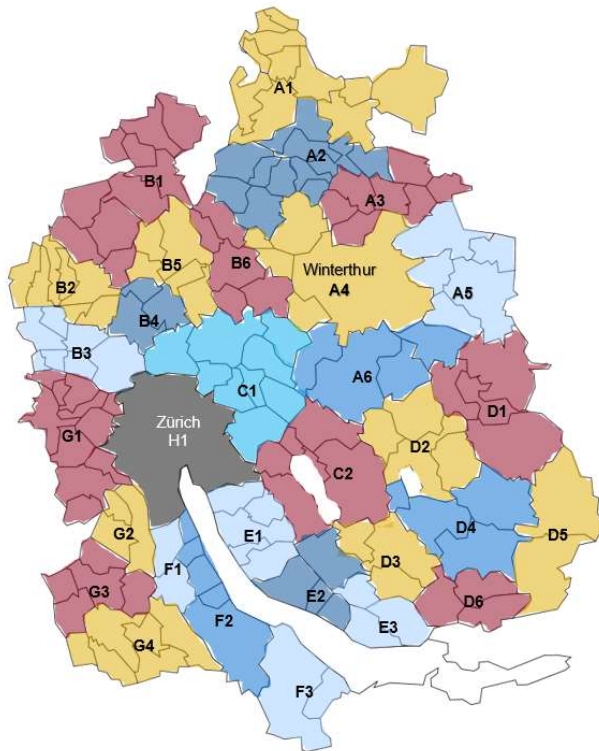 A1
A2
B1
A3
B6
B5
Winterthur
A4
B2
A5
B4
B3
A6
C1
D1
Zürich
H1
G1
D2
C2
D4
D5
G2
E1
D3
F1
E2
D6
G3
F2
E3
G4
F3